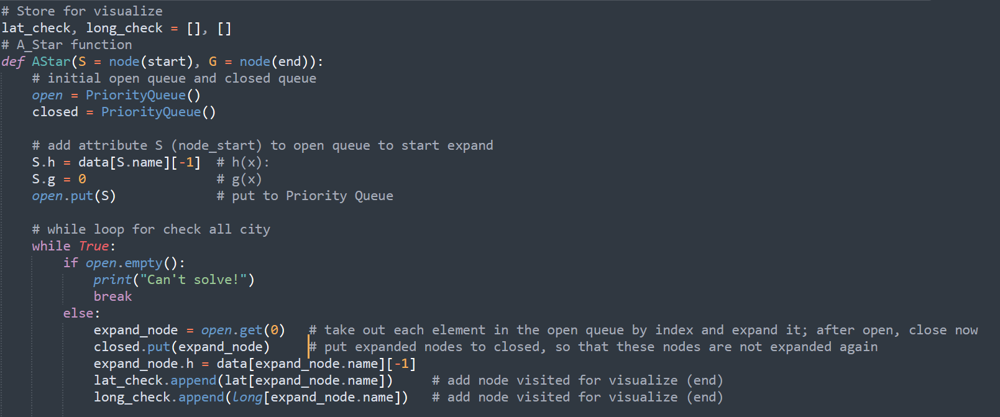 # Store for visualize
lat_check, long_check = [], []
# A_Star function
def AStar(S = node(start), G = node(end)):
    # initial open queue and closed queue
    open = PriorityQueue()
    closed = PriorityQueue()

    # add attribute S (node_start) to open queue to start expand
    S.h = data[S.name][-1]  # h(x):
    S.g = 0                 # g(x)
    open.put(S)             # put to Priority Queue

    # while loop for check all city
    while True:
        if open.empty():
            print("Can't solve!")
            break
        else:
            expand_node = open.get(0)   # take out each element in the open queue by index and expand it; after open, close now
            closed.put(expand_node)     # put expanded nodes to closed, so that these nodes are not expanded again
            expand_node.h = data[expand_node.name][-1]
            lat_check.append(lat[expand_node.name])     # add node visited for visualize (end)
            long_check.append(long[expand_node.name])   # add node visited for visualize (end)